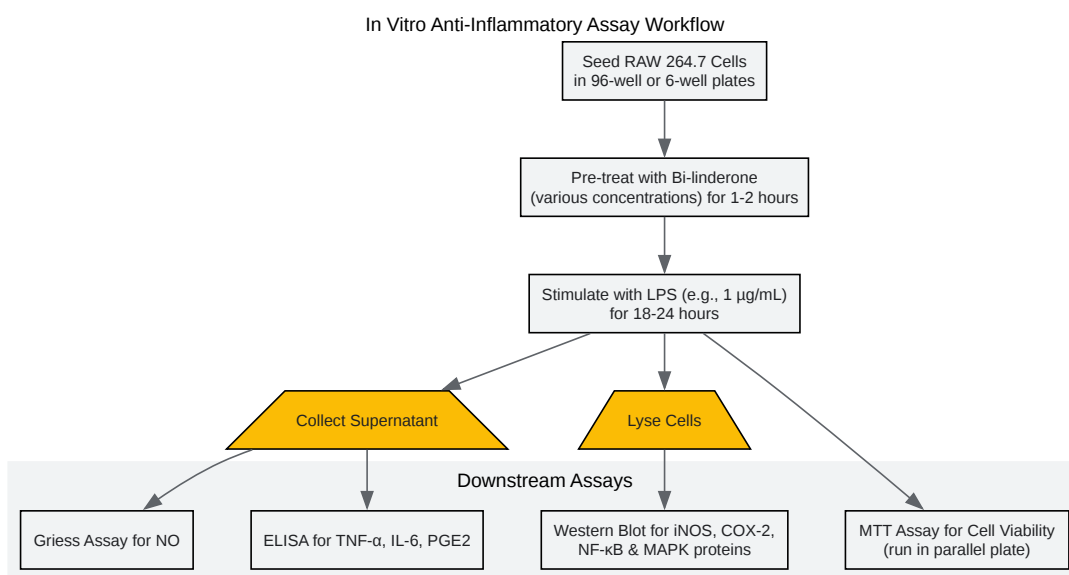 In Vitro Anti-Inflammatory Assay Workflow
Seed RAW 264.7 Cells
in 96-well or 6-well plates
Pre-treat with Bi-linderone
(various concentrations) for 1-2 hours
Stimulate with LPS (e.g., 1 µg/mL)
for 18-24 hours
Collect Supernatant
Lyse Cells
Downstream Assays
Griess Assay for NO
ELISA for TNF-α, IL-6, PGE2
Western Blot for iNOS, COX-2,
NF-κB & MAPK proteins
MTT Assay for Cell Viability
(run in parallel plate)